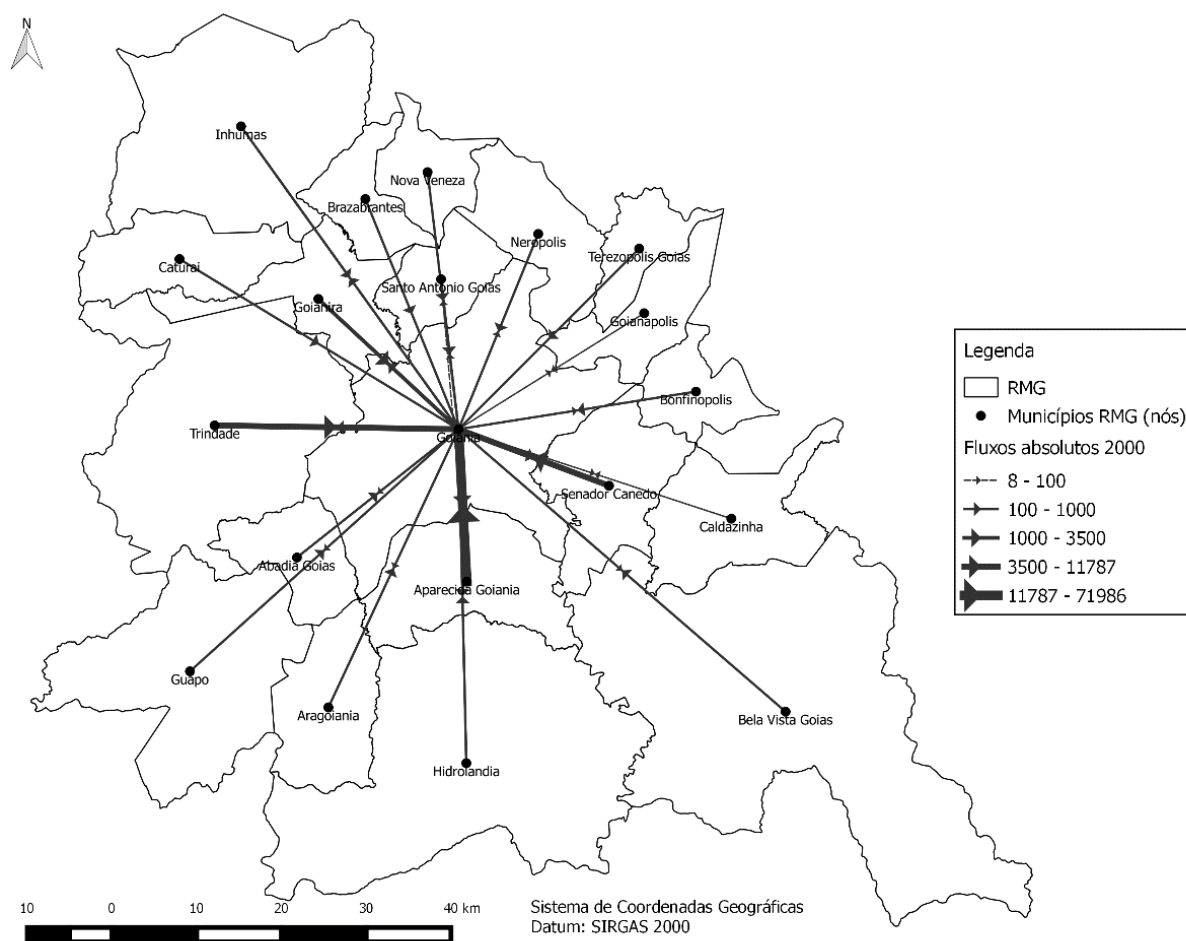 N
Inhumas
Nova Veneza
Brazabrantes
Nerópolis
Terezopolis Goias
Caturai
Santo Antonio Goias
Goianira
Goianapolis
Bonfinopolis
Trindade
Goiania
Senador Canedo
Caldazinha
Abadia Goias
Aparecida Goiania
Guapo
Aragoiania
Bela Vista Goias
Hidrolandia
Legenda
RMG
Municípios RMG (nós)
Fluxos absolutos 2000
8 - 100
100 - 1000
1000 - 3500
3500 - 11787
11787 - 71986
10 0 10 20 30 40 km
Sistema de Coordenadas Geográficas
Datum: SIRGAS 2000